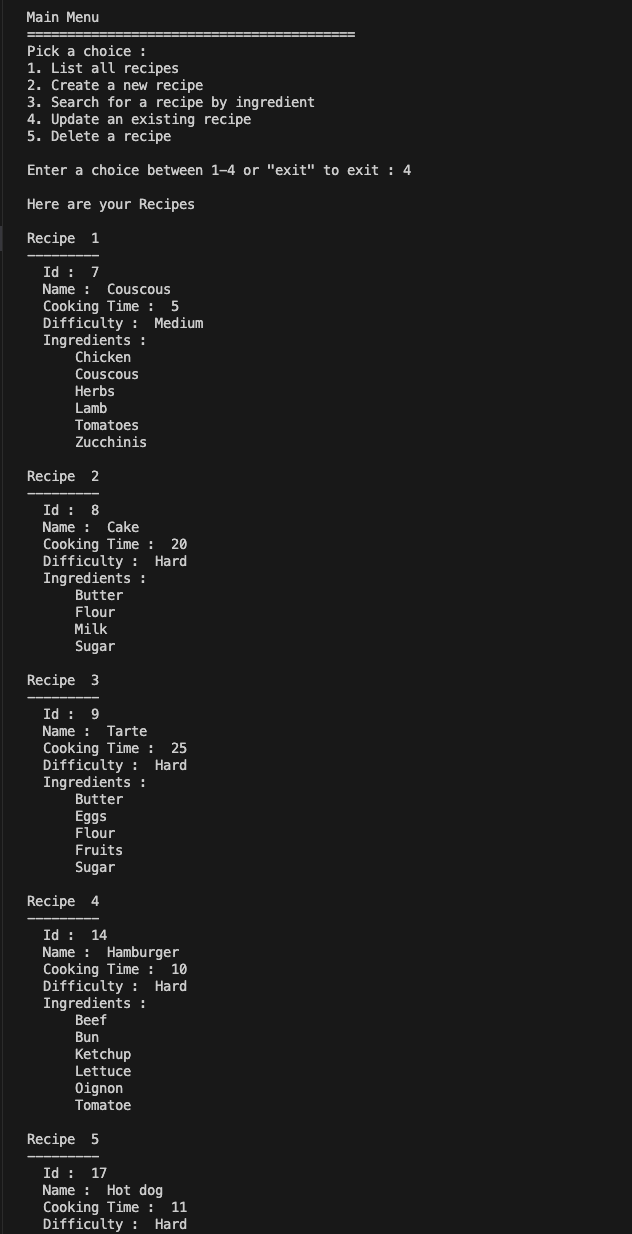 Main Menu
=========================================
Pick a choice :
1. List all recipes
2. Create a new recipe
3. Search for a recipe by ingredient
4. Update an existing recipe
5. Delete a recipe
Enter a choice between 1-4 or "exit" to exit : 4
Here are your Recipes
Recipe  1
---------
Id :  7
Name :  Couscous
Cooking Time :  5
Difficulty :  Medium
Ingredients :
Chicken
Couscous
Herbs
Lamb
Tomatoes
Zucchinis
Recipe  2
---------
Id :  8
Name :  Cake
Cooking Time :  20
Difficulty :  Hard
Ingredients :
Butter
Flour
Milk
Sugar
Recipe  3
---------
Id :  9
Name :  Tarte
Cooking Time :  25
Difficulty :  Hard
Ingredients :
Butter
Eggs
Flour
Fruits
Sugar
Recipe  4
---------
Id :  14
Name :  Hamburger
Cooking Time :  10
Difficulty :  Hard
Ingredients :
Beef
Bun
Ketchup
Lettuce
Oignon
Tomatoe
Recipe  5
---------
Id :  17
Name :  Hot dog
Cooking Time :  11
Difficulty :  Hard